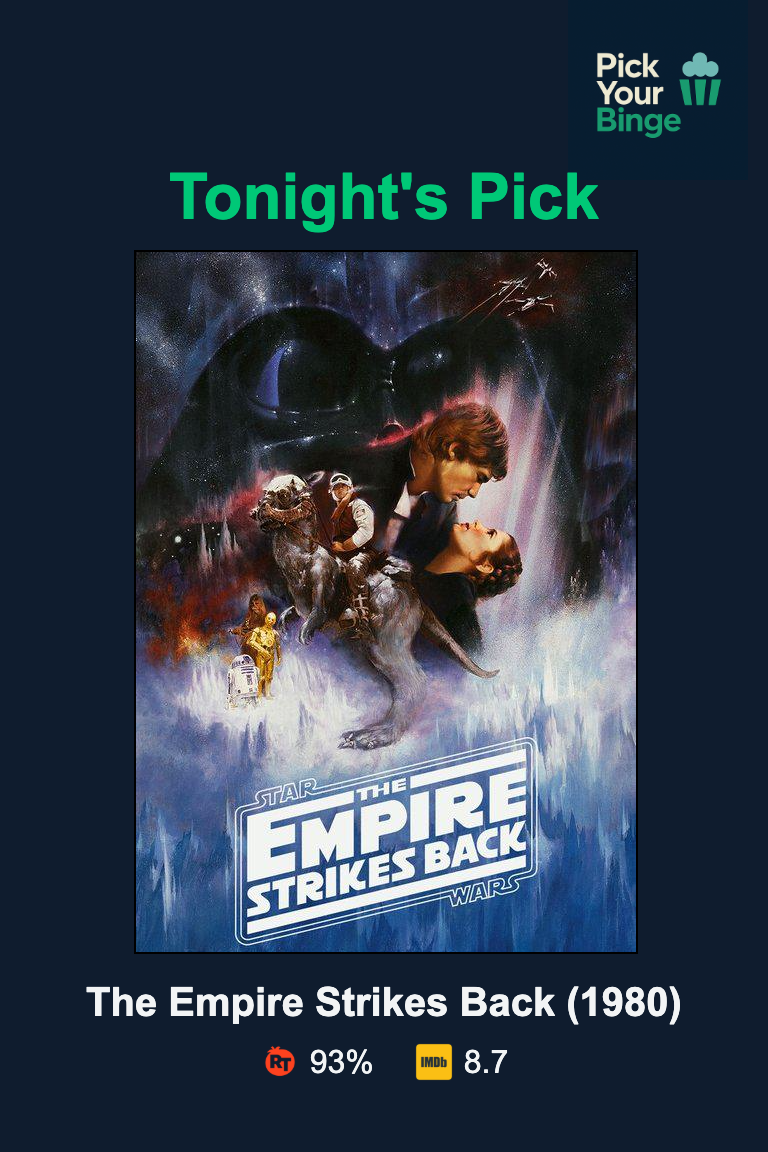 Pick
Your
Binge
Tonight's Pick
STAR
THE
EMPIRE
STRIKES BACK
WARS
The Empire Strikes Back (1980)
RT 93% IMDb 8.7